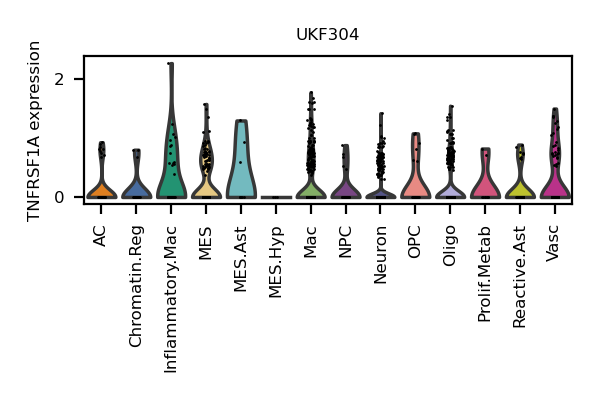 UKF304
TNFRSF1A expression
2
0
AC
Chromatin.Reg
Inflammatory.Mac
MES
MES.Ast
MES.Hyp
Mac
NPC
Neuron
OPC
Oligo
Prolif.Metab
Reactive.Ast
Vasc